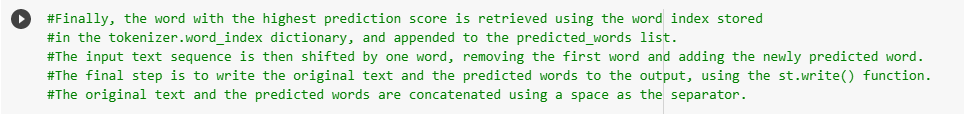 #Finally, the word with the highest prediction score is retrieved using the word index stored
#in the tokenizer.word_index dictionary, and appended to the predicted_words list.
#The input text sequence is then shifted by one word, removing the first word and adding the newly predicted word.
#The final step is to write the original text and the predicted words to the output, using the st.write() function.
#The original text and the predicted words are concatenated using a space as the separator.